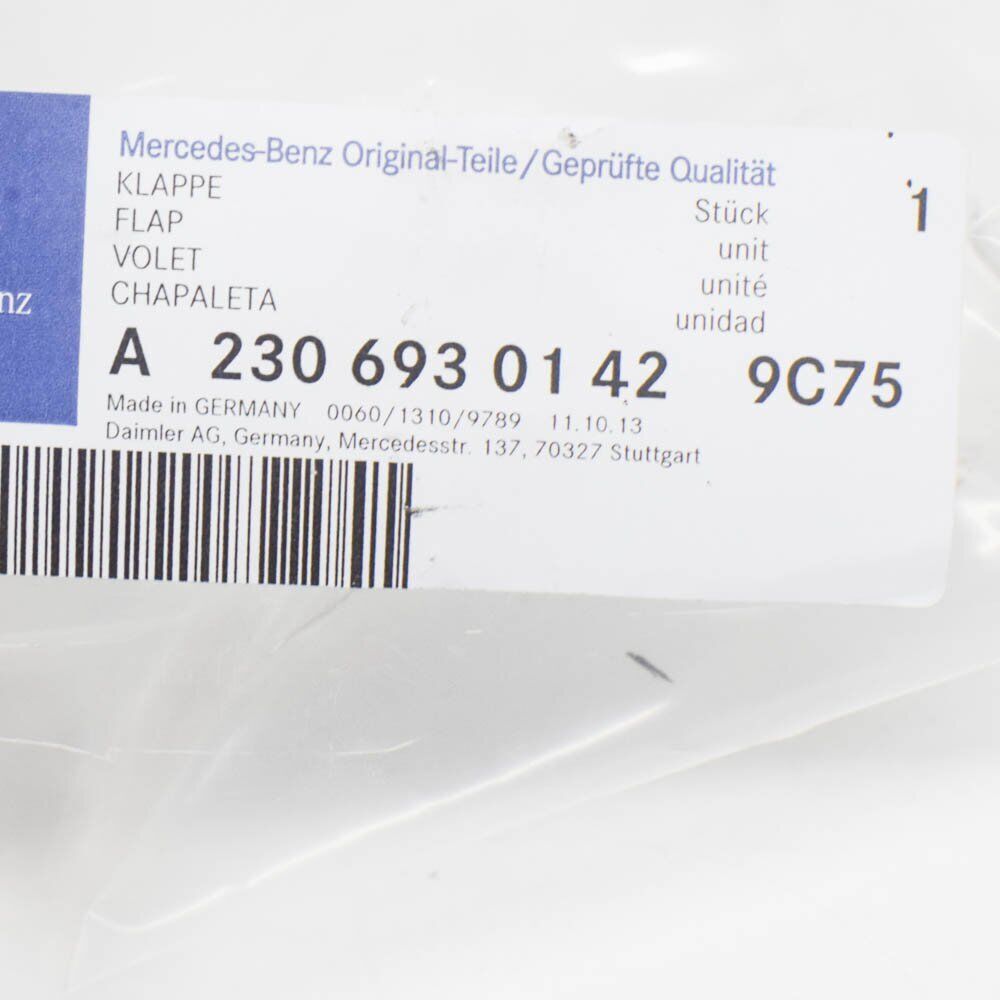 Mercedes-Benz Original-Teile/Geprüfte Qualität
KLAPPE Stück 1
FLAP unit
VOLET unité
CHAPALETA unidad
nz
A 230 693 01 42 9C75
Made in GERMANY 0060/1310/9789 11.10.13
Daimler AG, Germany, Mercedesstr. 137, 70327 Stuttgart